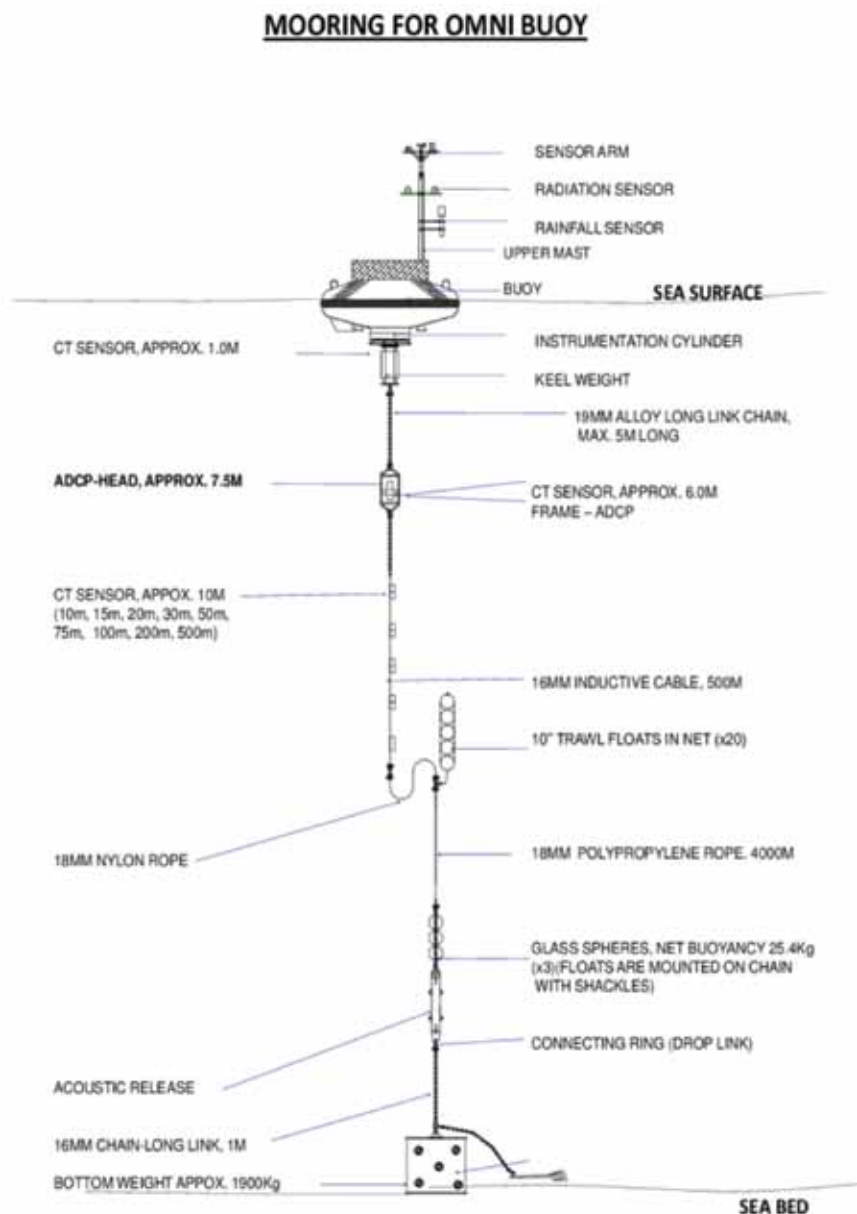 MOORING FOR OMNI BUOY
SENSOR ARM
RADIATION SENSOR
RAINFALL SENSOR
UPPER MAST
BUOY
SEA SURFACE
CT SENSOR, APPROX. 1.0M
INSTRUMENTATION CYLINDER
KEEL WEIGHT
19MM ALLOY LONG LINK CHAIN,
MAX. 5M LONG
ADCP-HEAD, APPROX. 7.5M
CT SENSOR, APPROX. 6.0M
FRAME – ADCP
CT SENSOR, APPOX. 10M
(10m, 15m, 20m, 30m, 50m,
75m, 100m, 200m, 500m)
16MM INDUCTIVE CABLE, 500M
10" TRAWL FLOATS IN NET (x20)
18MM NYLON ROPE
18MM POLYPROPYLENE ROPE. 4000M
GLASS SPHERES, NET BUOYANCY 25.4Kg
(x3)(FLOATS ARE MOUNTED ON CHAIN
WITH SHACKLES)
CONNECTING RING (DROP LINK)
ACOUSTIC RELEASE
16MM CHAIN-LONG LINK, 1M
BOTTOM WEIGHT APPOX. 1900Kg
SEA BED